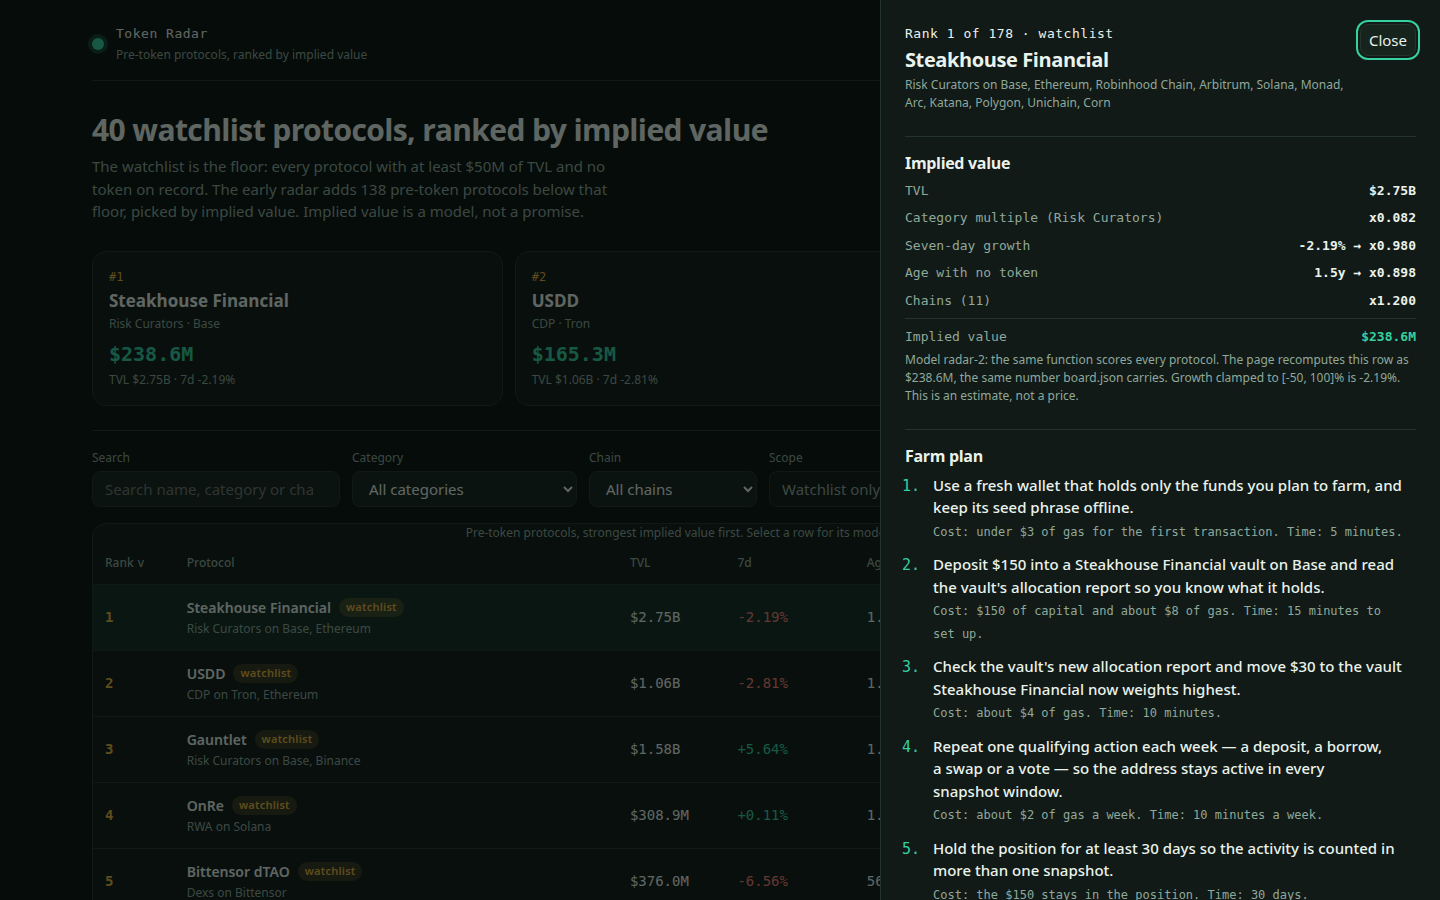 Token Radar
Pre-token protocols, ranked by implied value
40 watchlist protocols, ranked by implied value
The watchlist is the floor: every protocol with at least $50M of TVL and no
token on record. The early radar adds 138 pre-token protocols below that
floor, picked by implied value. Implied value is a model, not a promise.
#1
Steakhouse Financial
Risk Curators · Base
$238.6M
TVL $2.75B · 7d -2.19%
#2
USDD
CDP · Tron
$165.3M
TVL $1.06B · 7d -2.81%
Search
Category
Chain
Scope
Search name, category or cha
All categories
All chains
Watchlist only
Pre-token protocols, strongest implied value first. Select a row for its mod
Rank v
Protocol
TVL
7d
Ag
1
Steakhouse Financial watchlist
Risk Curators on Base, Ethereum
$2.75B
-2.19%
1.
2
USDD watchlist
CDP on Tron, Ethereum
$1.06B
-2.81%
1.
3
Gauntlet watchlist
Risk Curators on Base, Binance
$1.58B
+5.64%
1.
4
OnRe watchlist
RWA on Solana
$308.9M
+0.11%
1.
5
Bittensor dTAO watchlist
Dexs on Bittensor
$376.0M
-6.56%
56
Rank 1 of 178 · watchlist
Close
Steakhouse Financial
Risk Curators on Base, Ethereum, Robinhood Chain, Arbitrum, Solana, Monad,
Arc, Katana, Polygon, Unichain, Corn
Implied value
TVL $2.75B
Category multiple (Risk Curators) x0.082
Seven-day growth -2.19% → x0.980
Age with no token 1.5y → x0.898
Chains (11) x1.200
Implied value $238.6M
Model radar-2: the same function scores every protocol. The page recomputes this row as
$238.6M, the same number board.json carries. Growth clamped to [-50, 100]% is -2.19%.
This is an estimate, not a price.
Farm plan
1. Use a fresh wallet that holds only the funds you plan to farm, and
keep its seed phrase offline.
Cost: under $3 of gas for the first transaction. Time: 5 minutes.
2. Deposit $150 into a Steakhouse Financial vault on Base and read
the vault's allocation report so you know what it holds.
Cost: $150 of capital and about $8 of gas. Time: 15 minutes to
set up.
3. Check the vault's new allocation report and move $30 to the vault
Steakhouse Financial now weights highest.
Cost: about $4 of gas. Time: 10 minutes.
4. Repeat one qualifying action each week — a deposit, a borrow,
a swap or a vote — so the address stays active in every
snapshot window.
Cost: about $2 of gas a week. Time: 10 minutes a week.
5. Hold the position for at least 30 days so the activity is counted in
more than one snapshot.
Cost: the $150 stays in the position. Time: 30 days.